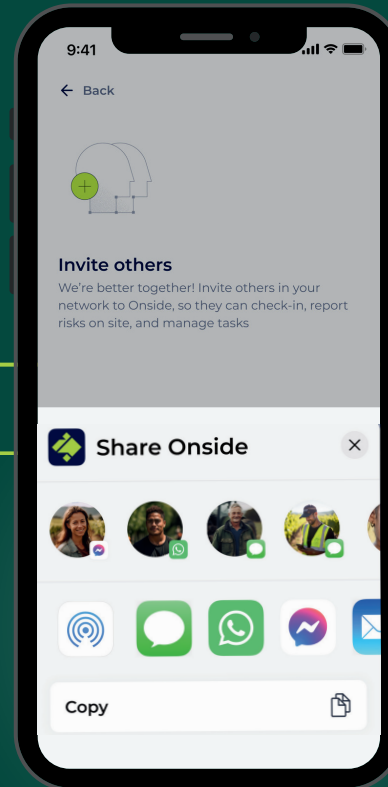 9:41
Back
Invite others
We're better together! Invite others in your
network to Onside, so they can check-in, report
risks on site, and manage tasks
Share Onside
Copy